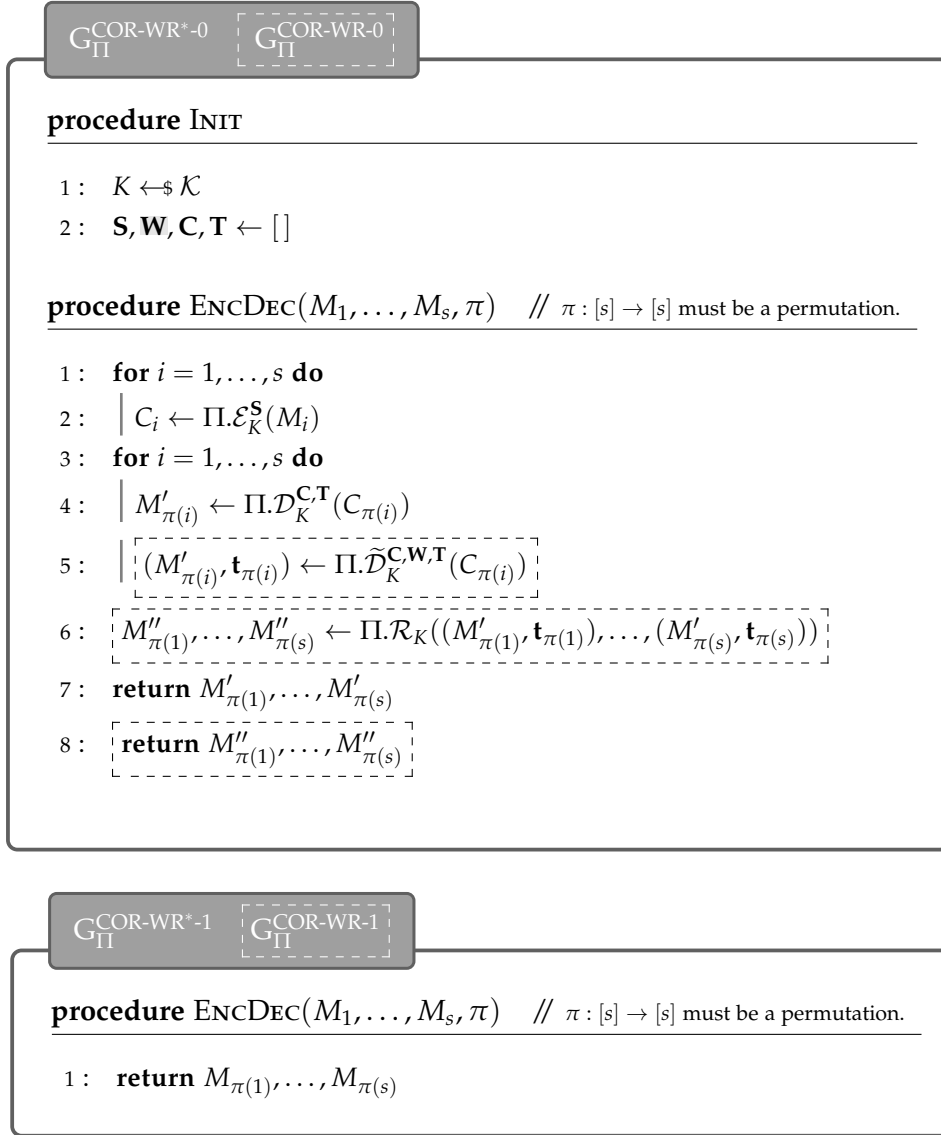 G_Π^{COR-WR*-0} G_Π^{COR-WR-0}
procedure INIT
1 : K ←$ 𝒦
2 : S, W, C, T ← [ ]
procedure ENCDEC(M_1, . . . , M_s, π) // π : [s] → [s] must be a permutation.
1 : for i = 1, . . . , s do
2 : C_i ← Π.ℰ_K^S(M_i)
3 : for i = 1, . . . , s do
4 : M′_{π(i)} ← Π.𝒟_K^{C,T}(C_{π(i)})
5 : (M′_{π(i)}, t_{π(i)}) ← Π.𝒟̃_K^{C,W,T}(C_{π(i)})
6 : M″_{π(1)}, . . . , M″_{π(s)} ← Π.ℛ_K((M′_{π(1)}, t_{π(1)}), . . . , (M′_{π(s)}, t_{π(s)}))
7 : return M′_{π(1)}, . . . , M′_{π(s)}
8 : return M″_{π(1)}, . . . , M″_{π(s)}
G_Π^{COR-WR*-1} G_Π^{COR-WR-1}
procedure ENCDEC(M_1, . . . , M_s, π) // π : [s] → [s] must be a permutation.
1 : return M_{π(1)}, . . . , M_{π(s)}